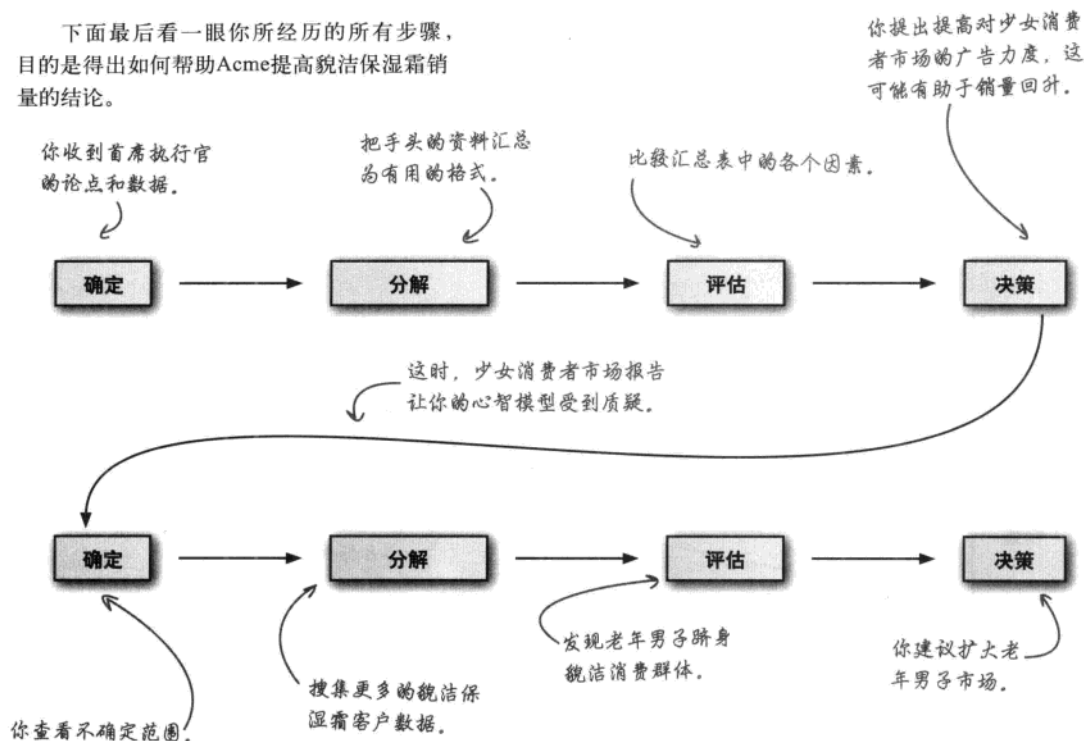 下面最后看一眼你所经历的所有步骤，
目的是得出如何帮助Acme提高貌洁保湿霜销
量的结论。
你提出提高对少女消费
者市场的广告力度，这
可能有助于销量回升。
你收到首席执行官
的论点和数据。
把手头的资料汇总
为有用的格式。
比较汇总表中的各个因素。
确定
分解
评估
决策
这时，少女消费者市场报告
让你的心智模型受到质疑。
确定
分解
评估
决策
你查看不确定范围。
搜集更多的貌洁保
湿霜客户数据。
发现老年男子跻身
貌洁消费群体。
你建议扩大老
年男子市场。